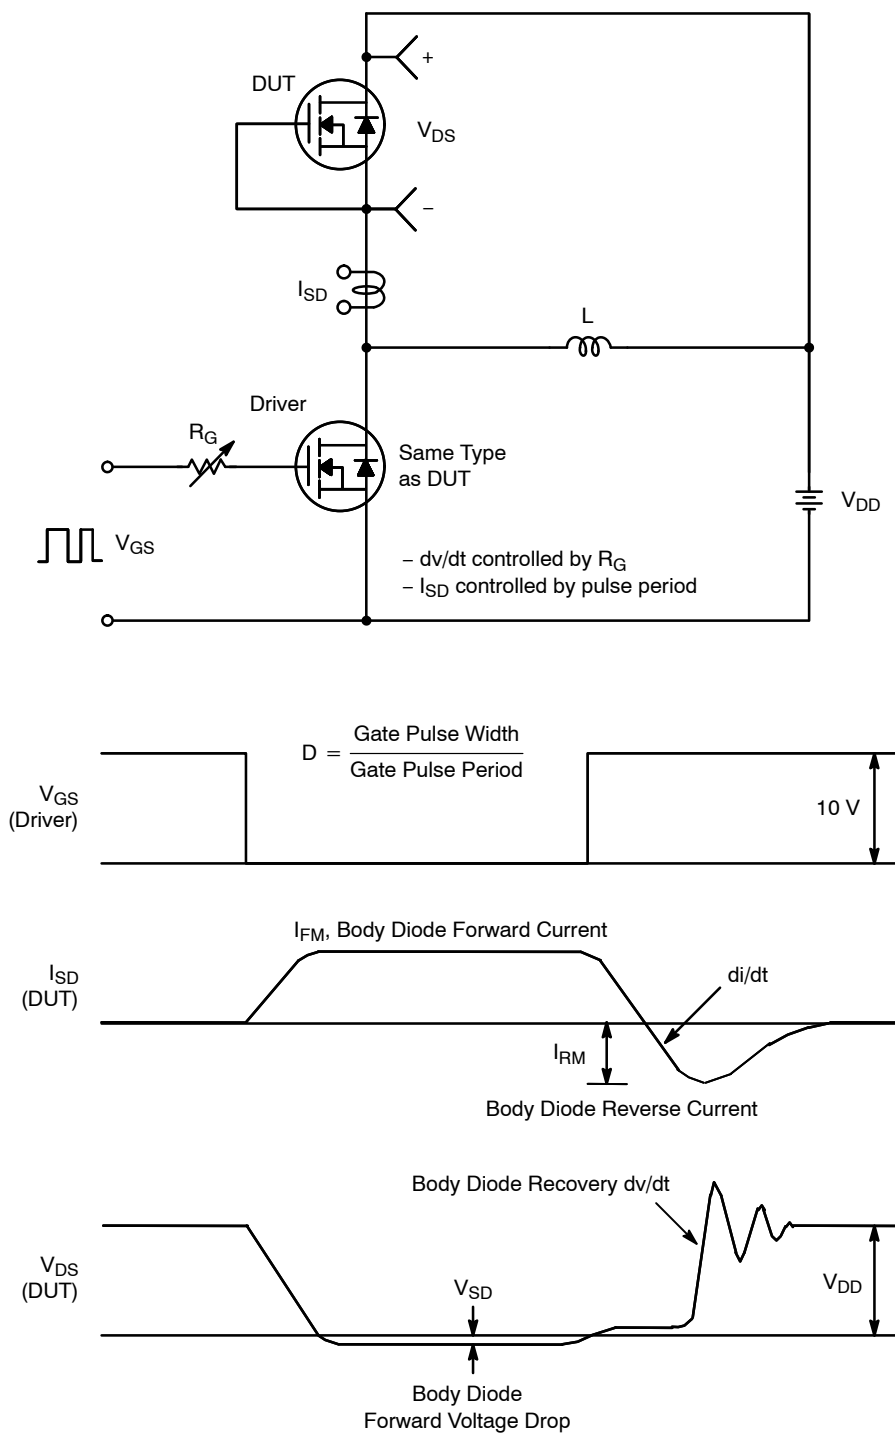 +
DUT
V_DS
−
I_SD
L
Driver
R_G
Same Type
as DUT
V_DD
V_GS
− dv/dt controlled by R_G
− I_SD controlled by pulse period
D = Gate Pulse Width
Gate Pulse Period
V_GS
(Driver)
10 V
I_FM, Body Diode Forward Current
I_SD
(DUT)
di/dt
I_RM
Body Diode Reverse Current
Body Diode Recovery dv/dt
V_DS
(DUT)
V_SD
V_DD
Body Diode
Forward Voltage Drop